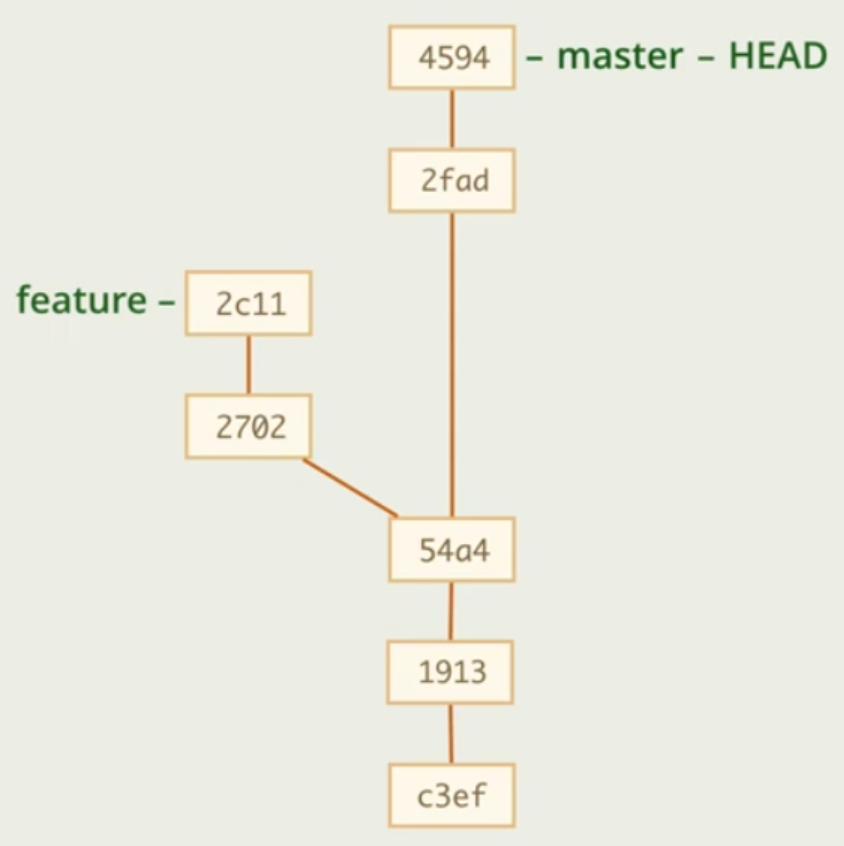 4594 – master – HEAD
2fad
feature – 2c11
2702
54a4
1913
c3ef